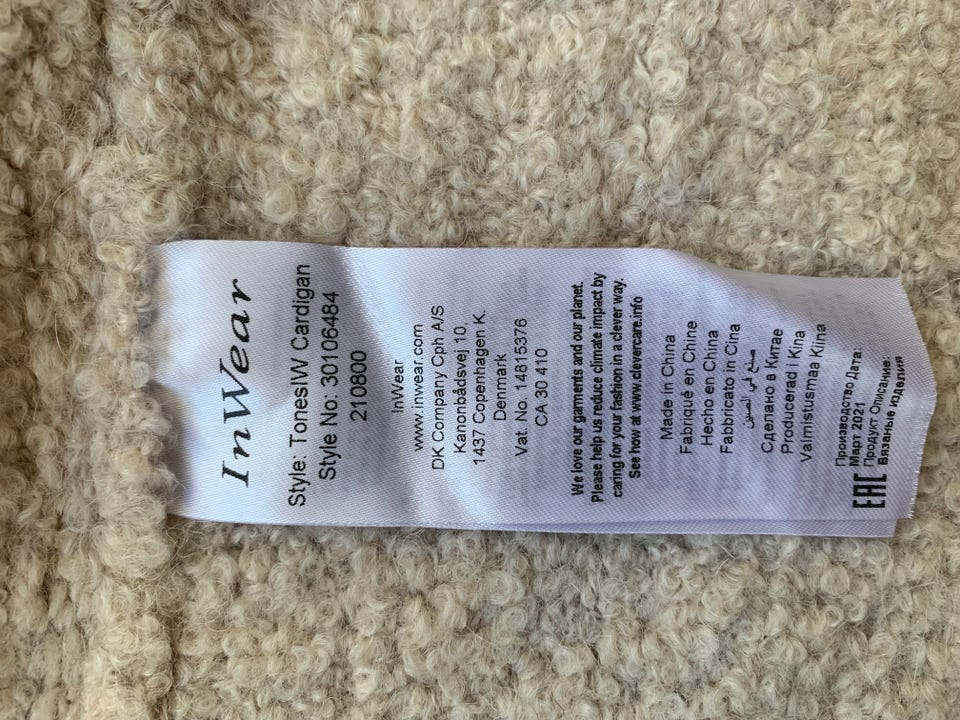 InWear
Style: TonesIW Cardigan
Style No: 30106484
210800
InWear
www.inwear.com
DK Company Cph A/S
Kanonbådsvej 10,
1437 Copenhagen K.
Denmark
Vat. No. 14815376
CA 30 410
We love our garments and our planet.
Please help us reduce climate impact by
caring for your fashion in a clever way.
See how at www.clevercare.info
Made in China
Fabriqué en Chine
Hecho en China
Fabbricato in Cina
صنع في الصين
Сделано в Китае
Producerad i Kina
Valmistusmaa Kiina
Производство Дата:
Март 2021
Продукт Описание:
Вязаные изделия
EAC